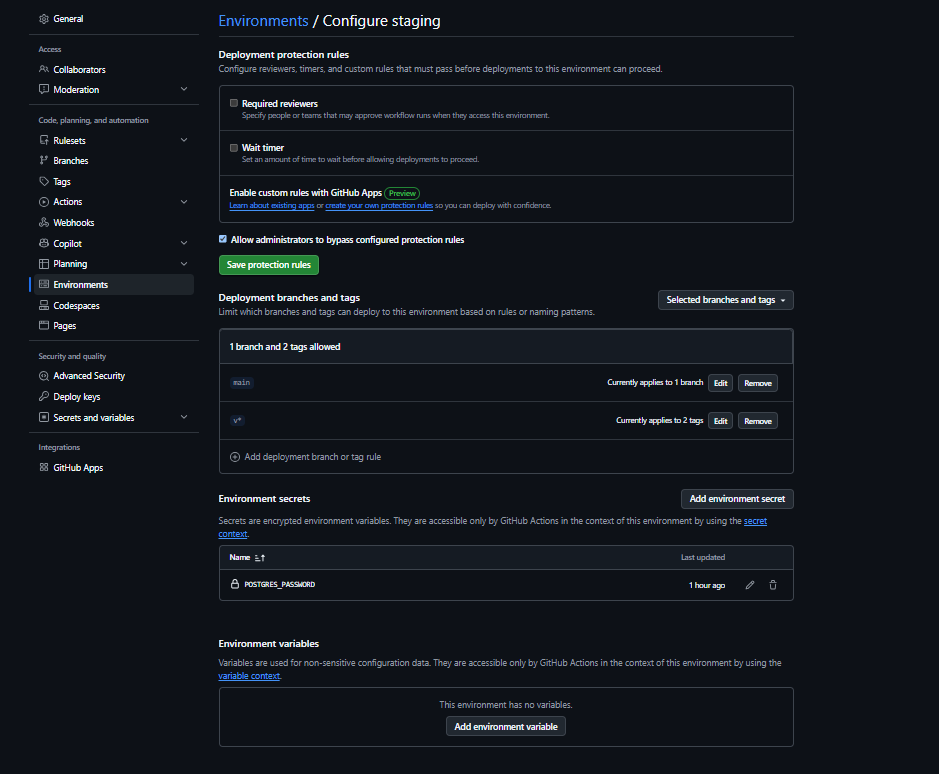 General
Access
Collaborators
Moderation
Code, planning, and automation
Rulesets
Branches
Tags
Actions
Webhooks
Copilot
Planning
Environments
Codespaces
Pages
Security and quality
Advanced Security
Deploy keys
Secrets and variables
Integrations
GitHub Apps
Environments / Configure staging
Deployment protection rules
Configure reviewers, timers, and custom rules that must pass before deployments to this environment can proceed.
Required reviewers
Specify people or teams that may approve workflow runs when they access this environment.
Wait timer
Set an amount of time to wait before allowing deployments to proceed.
Enable custom rules with GitHub Apps Preview
Learn about existing apps or create your own protection rules so you can deploy with confidence.
Allow administrators to bypass configured protection rules
Save protection rules
Deployment branches and tags
Limit which branches and tags can deploy to this environment based on rules or naming patterns.
Selected branches and tags
1 branch and 2 tags allowed
main Currently applies to 1 branch Edit Remove
v* Currently applies to 2 tags Edit Remove
Add deployment branch or tag rule
Environment secrets
Add environment secret
Secrets are encrypted environment variables. They are accessible only by GitHub Actions in the context of this environment by using the secret
context.
Name Last updated
POSTGRES_PASSWORD 1 hour ago
Environment variables
Variables are used for non-sensitive configuration data. They are accessible only by GitHub Actions in the context of this environment by using the
variable context.
This environment has no variables.
Add environment variable